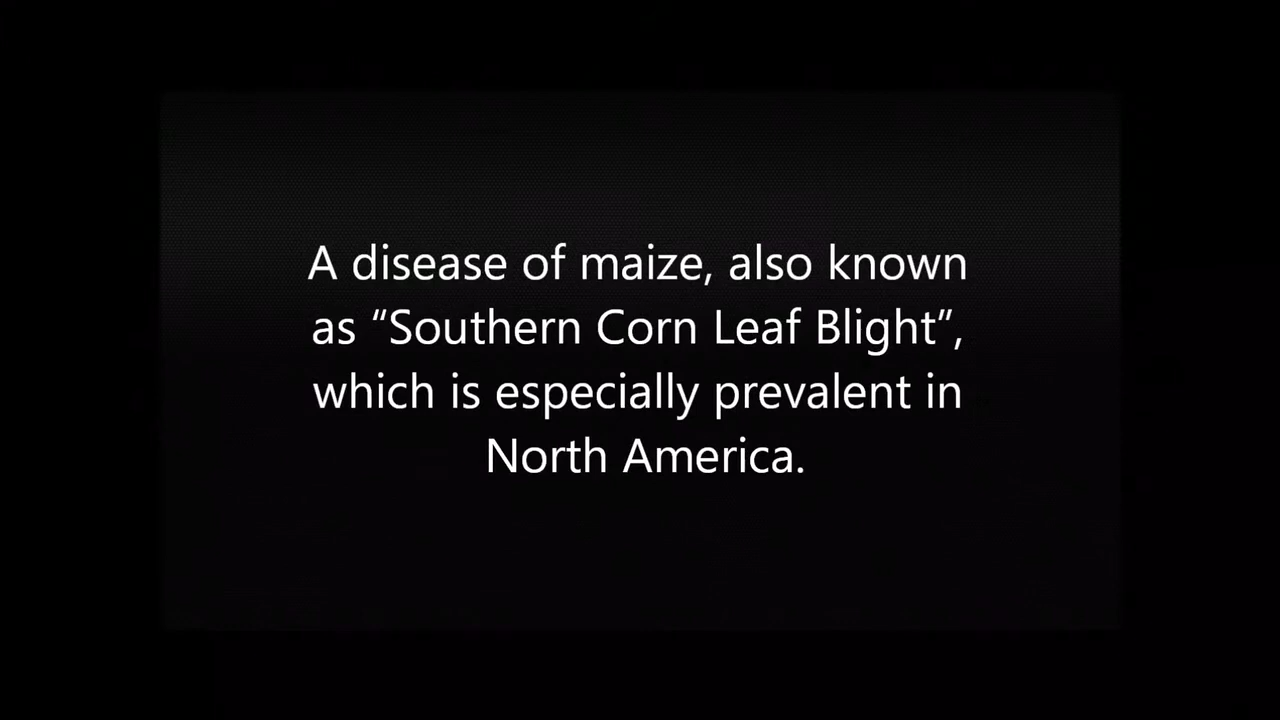 A disease of maize, also known
as “Southern Corn Leaf Blight”,
which is especially prevalent in
North America.